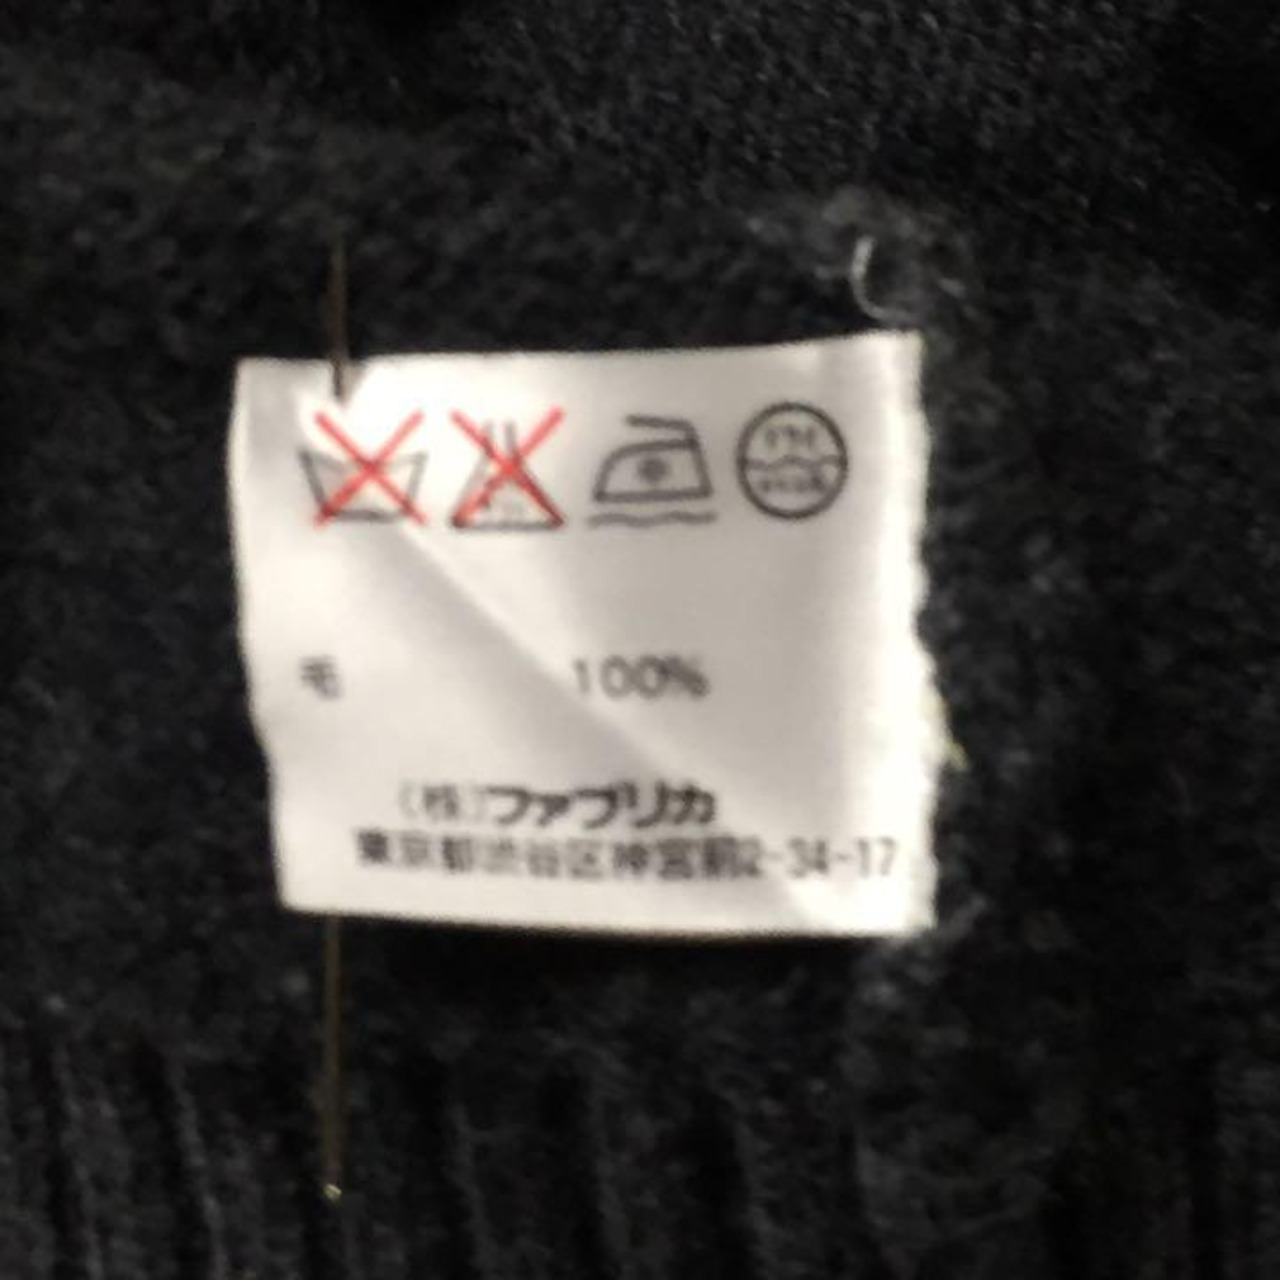 毛 100%
(株)ファブリカ
東京都渋谷区神宮前2-34-17